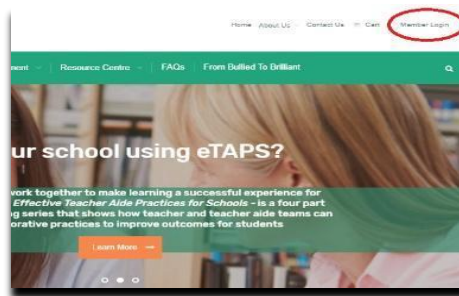 Home About Us Contact Us Cart Member Login
ment Resource Centre FAQs From Bullied To Brilliant
ur school using eTAPS?
work together to make learning a successful experience for
Effective Teacher Aide Practices for Schools – is a four part
ng series that shows how teacher and teacher aide teams can
orative practices to improve outcomes for students
Learn More →